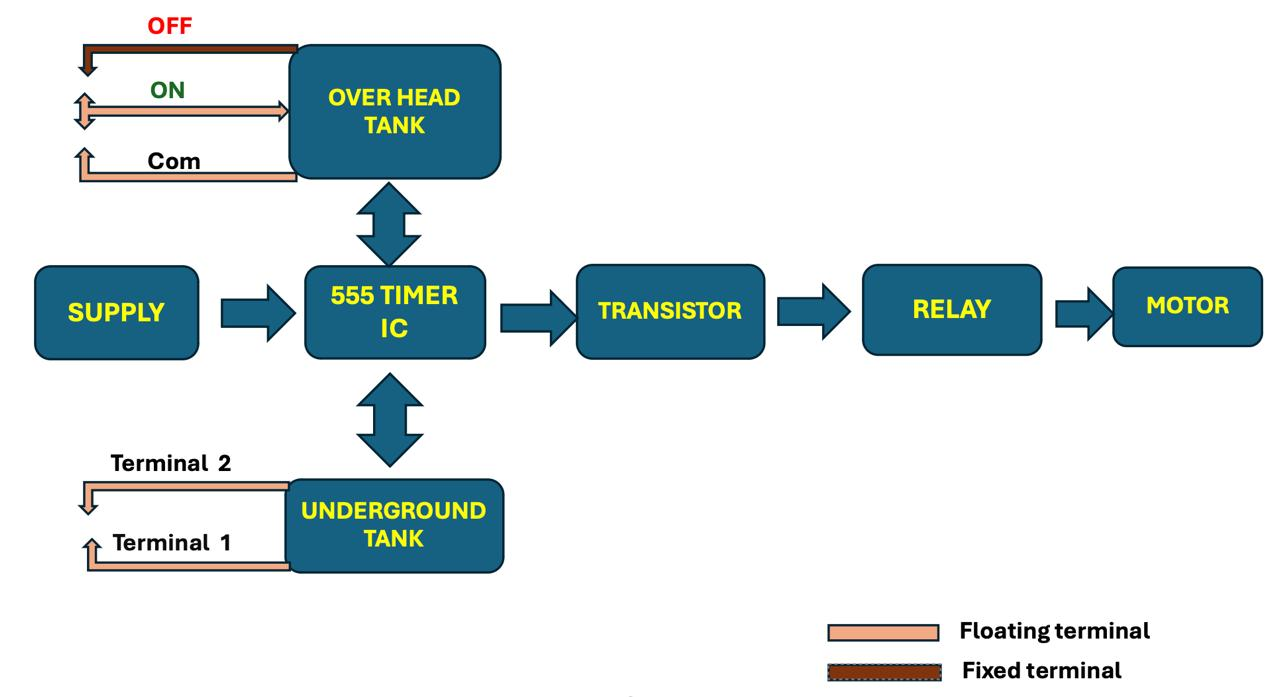 OFF
ON
Com
OVER HEAD
TANK
SUPPLY
555 TIMER
IC
TRANSISTOR
RELAY
MOTOR
Terminal 2
Terminal 1
UNDERGROUND
TANK
Floating terminal
Fixed terminal